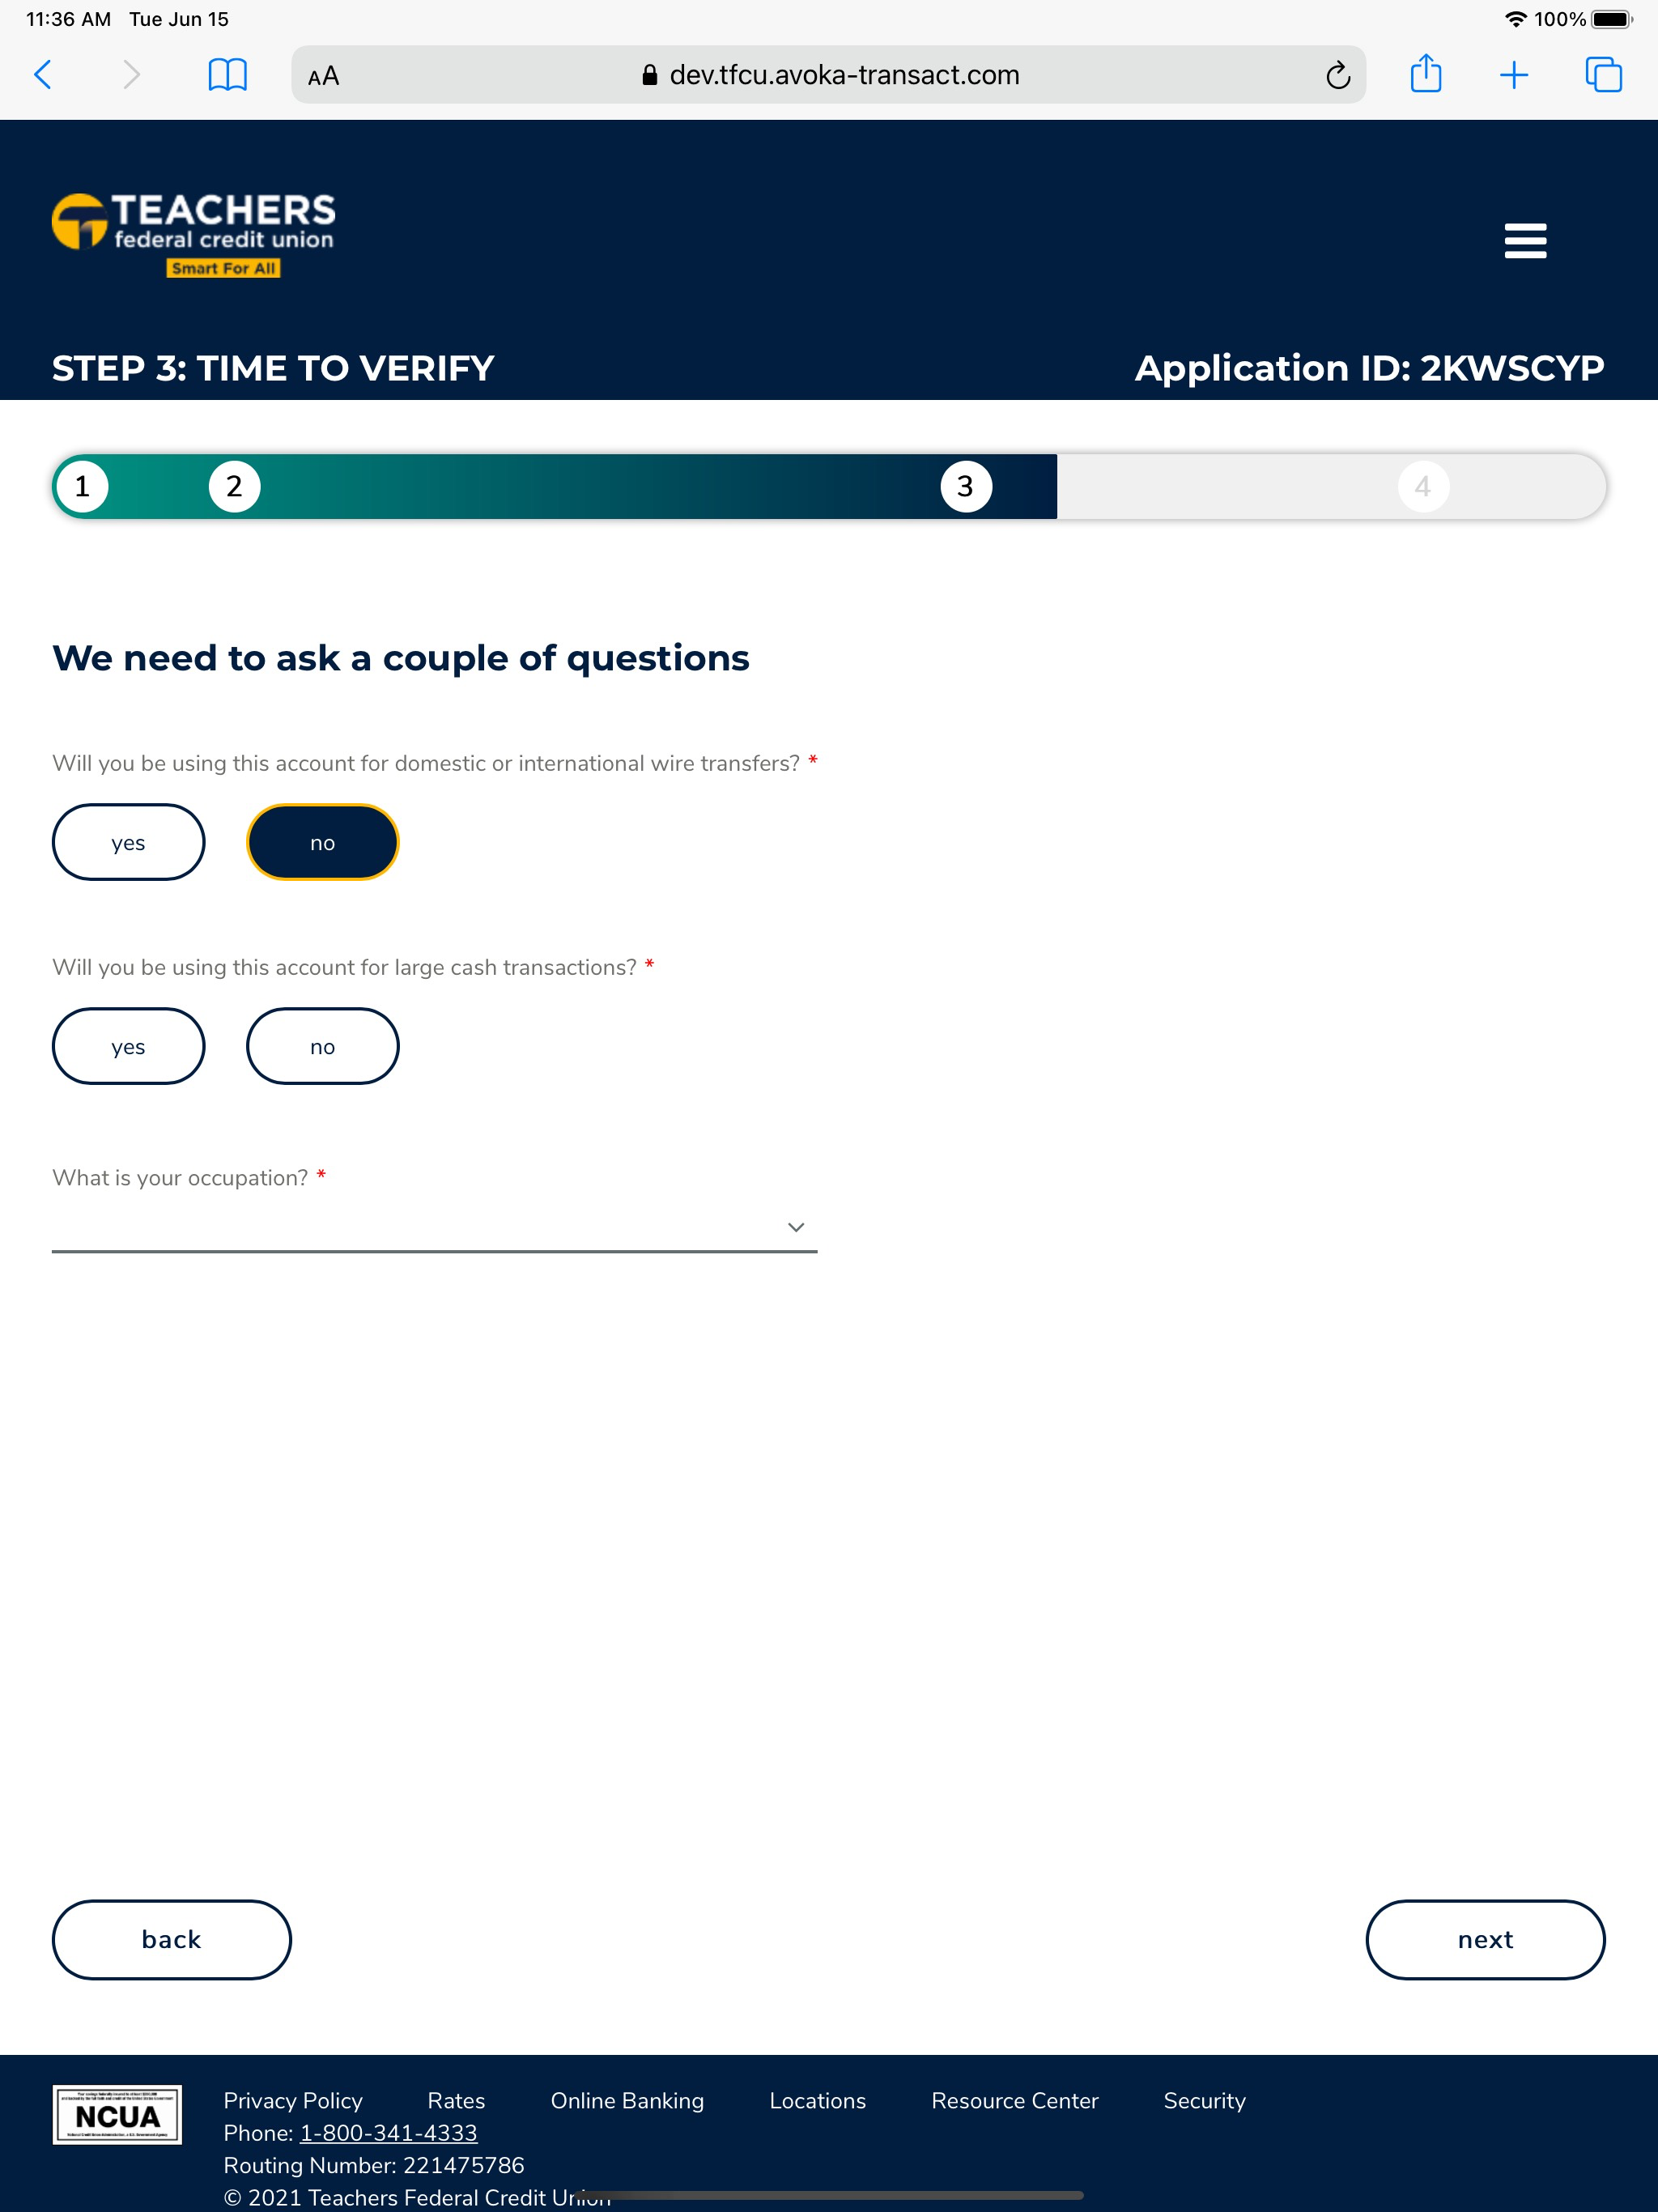 11:36 AM Tue Jun 15 100%
AA dev.tfcu.avoka-transact.com
TEACHERS
federal credit union
Smart For All
STEP 3: TIME TO VERIFY Application ID: 2KWSCYP
1 2 3 4
We need to ask a couple of questions
Will you be using this account for domestic or international wire transfers? *
yes no
Will you be using this account for large cash transactions? *
yes no
What is your occupation? *
back next
NCUA
Privacy Policy Rates Online Banking Locations Resource Center Security
Phone: 1-800-341-4333
Routing Number: 221475786
© 2021 Teachers Federal Credit Union